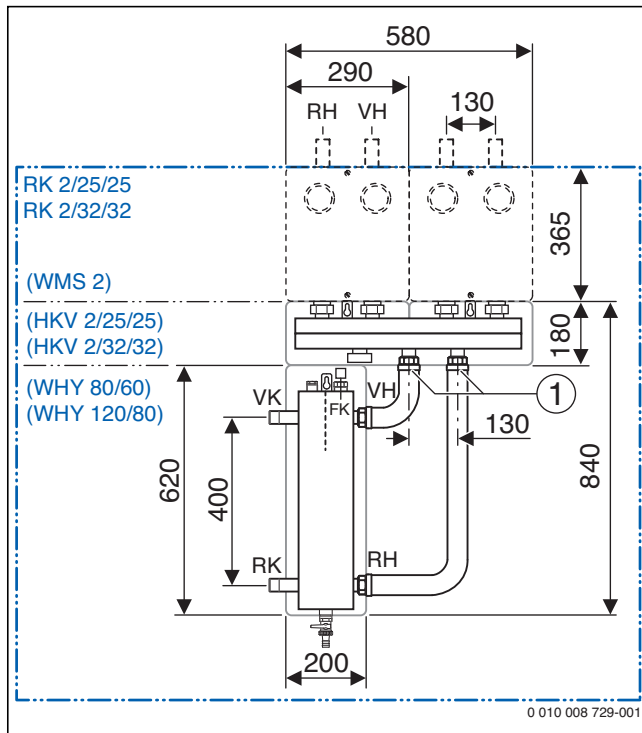 580
290
130
RH VH
RK 2/25/25
RK 2/32/32
365
(WMS 2)
(HKV 2/25/25)
(HKV 2/32/32)
180
(WHY 80/60)
(WHY 120/80)
VK
FK
VH
1
130
620
400
840
RK
RH
200
0 010 008 729-001